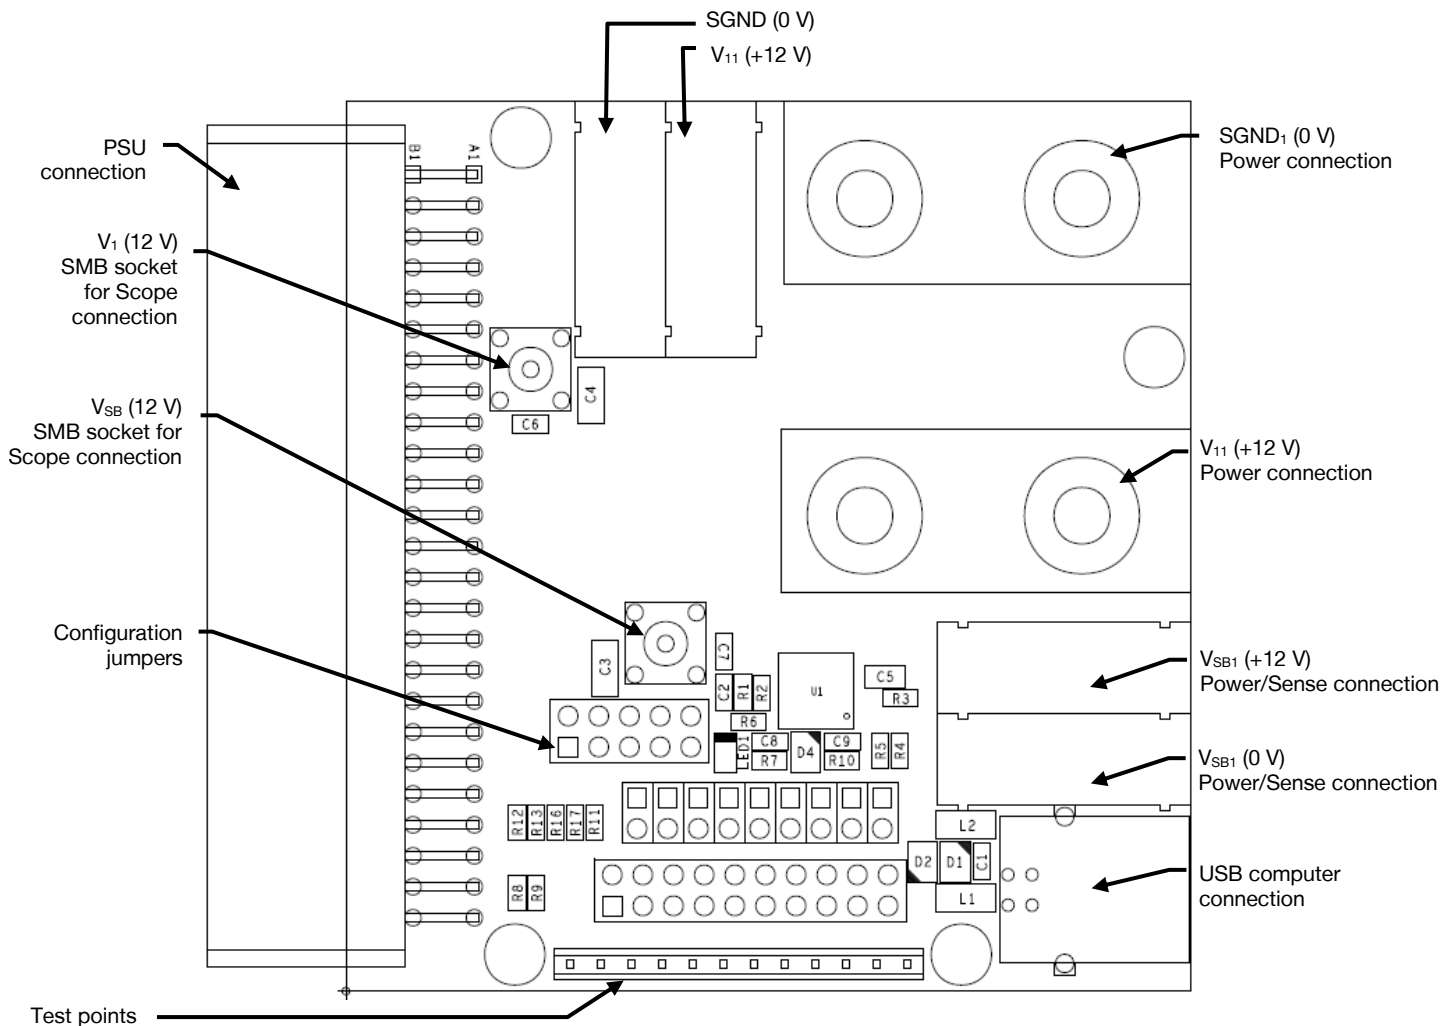 SGND (0 V)
V₁₁ (+12 V)
PSU
connection
SGND₁ (0 V)
Power connection
B1
A1
V₁ (12 V)
SMB socket
for Scope
connection
C4
C6
V_SB (12 V)
SMB socket for
Scope connection
V₁₁ (+12 V)
Power connection
Configuration
jumpers
C3
C7
C2
R1
R2
U1
C5
R3
R6
V_SB1 (+12 V)
Power/Sense connection
LED1
C8
R7
D4
C9
R10
R5
R4
V_SB1 (0 V)
Power/Sense connection
R12
R13
R16
R17
R11
L2
D2
D1
C1
L1
R8
R9
USB computer
connection
Test points